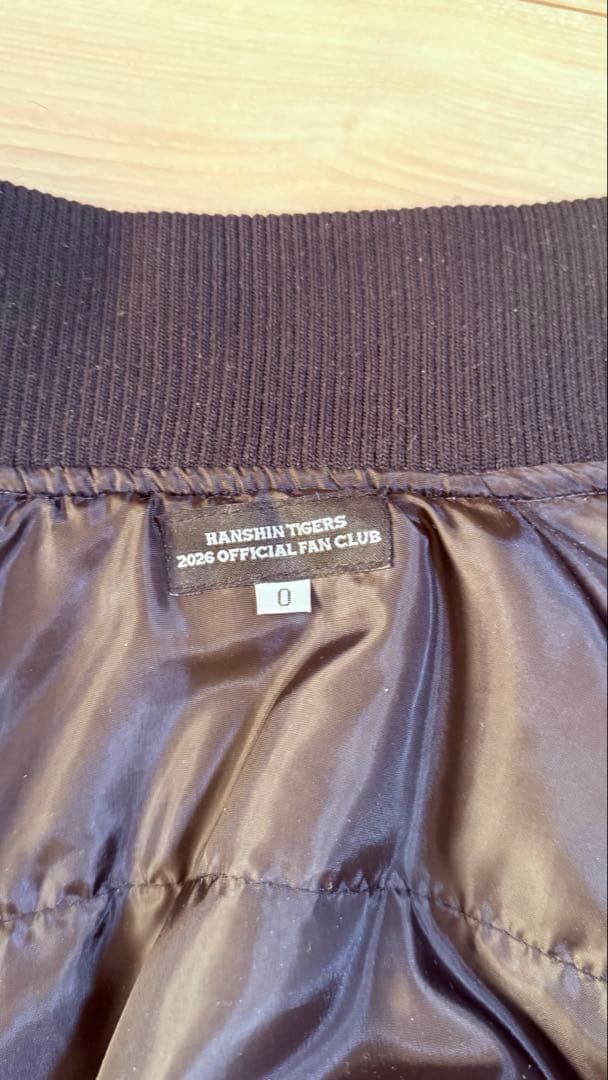 HANSHIN TIGERS
2026 OFFICIAL FAN CLUB
O